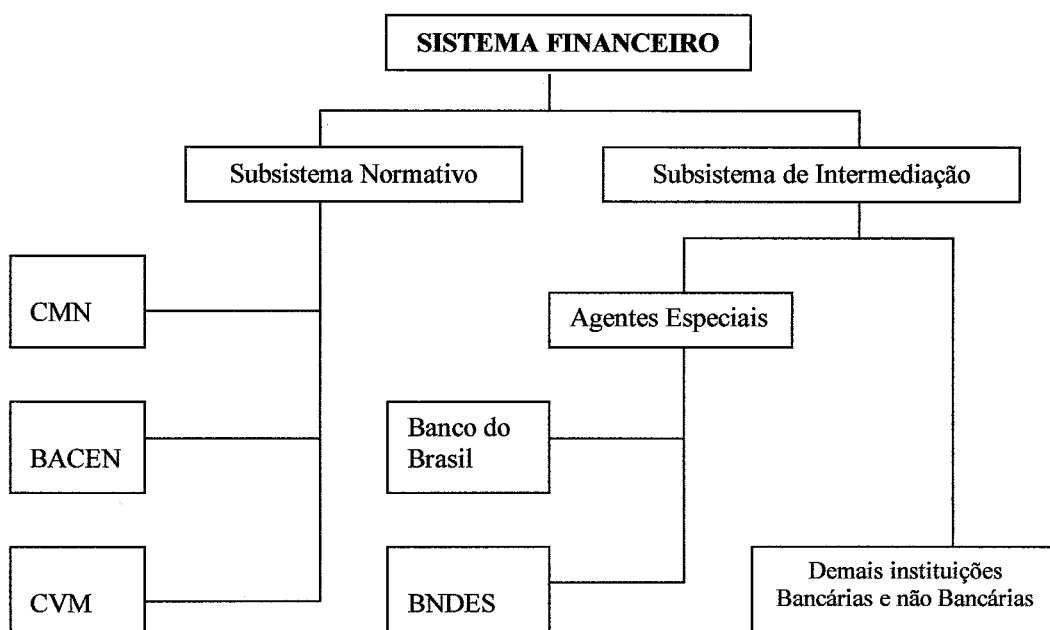 SISTEMA FINANCEIRO
Subsistema Normativo
Subsistema de Intermediação
CMN
Agentes Especiais
BACEN
Banco do
Brasil
CVM
BNDES
Demais instituições
Bancárias e não Bancárias